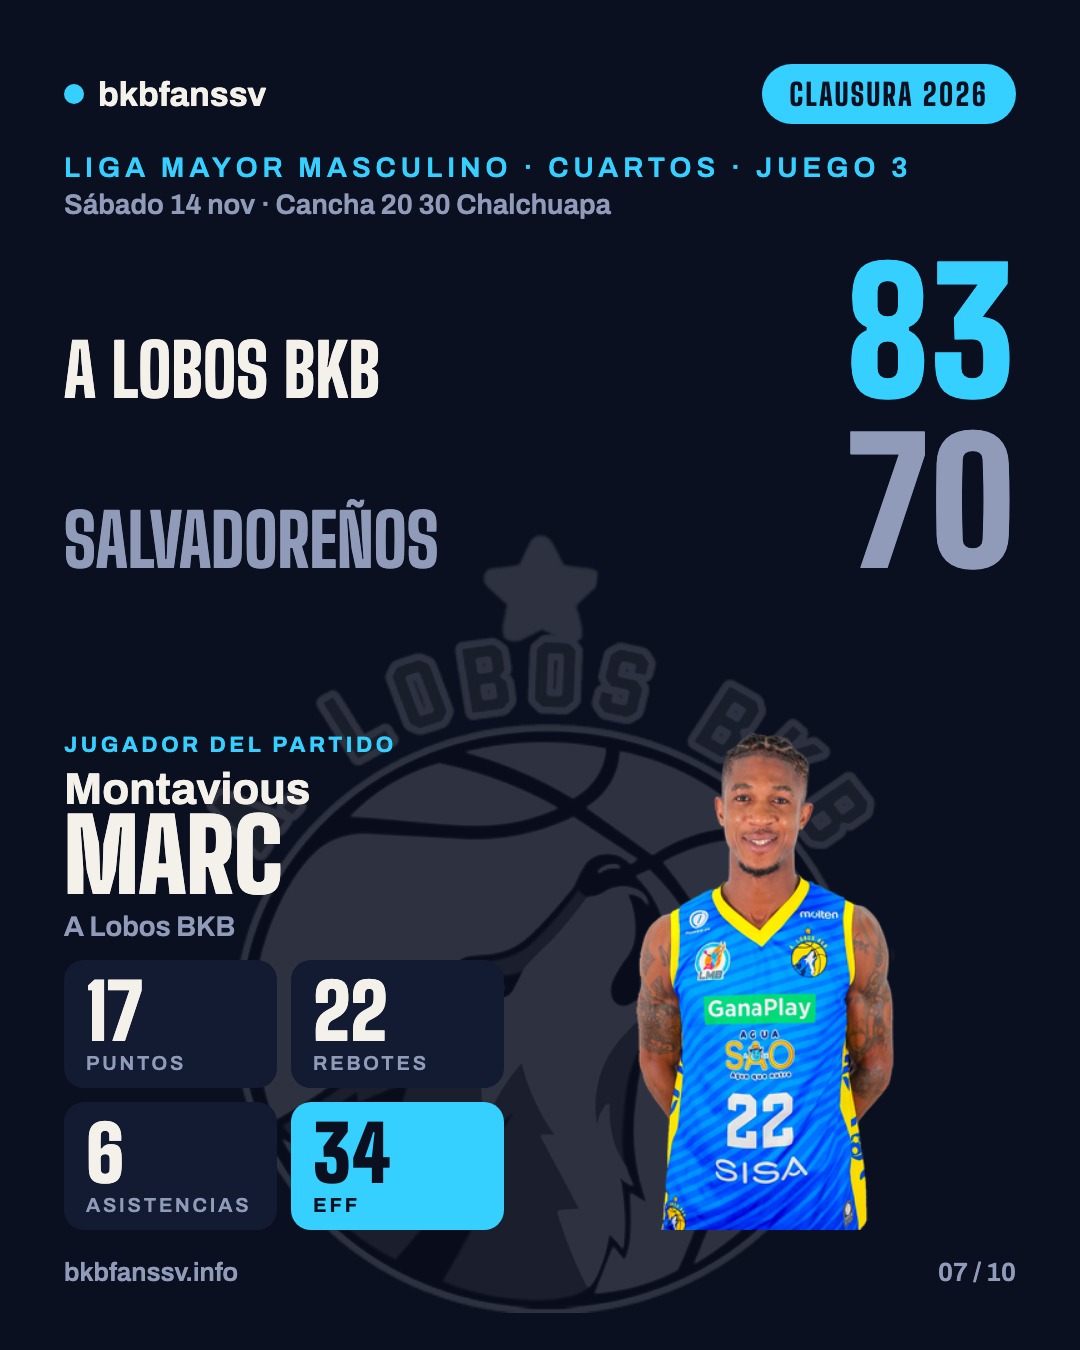 bkbfanssv
CLAUSURA 2026
LIGA MAYOR MASCULINO · CUARTOS · JUEGO 3
Sábado 14 nov · Cancha 20 30 Chalchuapa
A LOBOS BKB
83
SALVADOREÑOS
70
LOBOS BKB
JUGADOR DEL PARTIDO
Montavious
MARC
A Lobos BKB
17
PUNTOS
22
REBOTES
6
ASISTENCIAS
34
EFF
molten
LMB
GanaPlay
AGUA
SAO
22
SISA
bkbfanssv.info
07 / 10